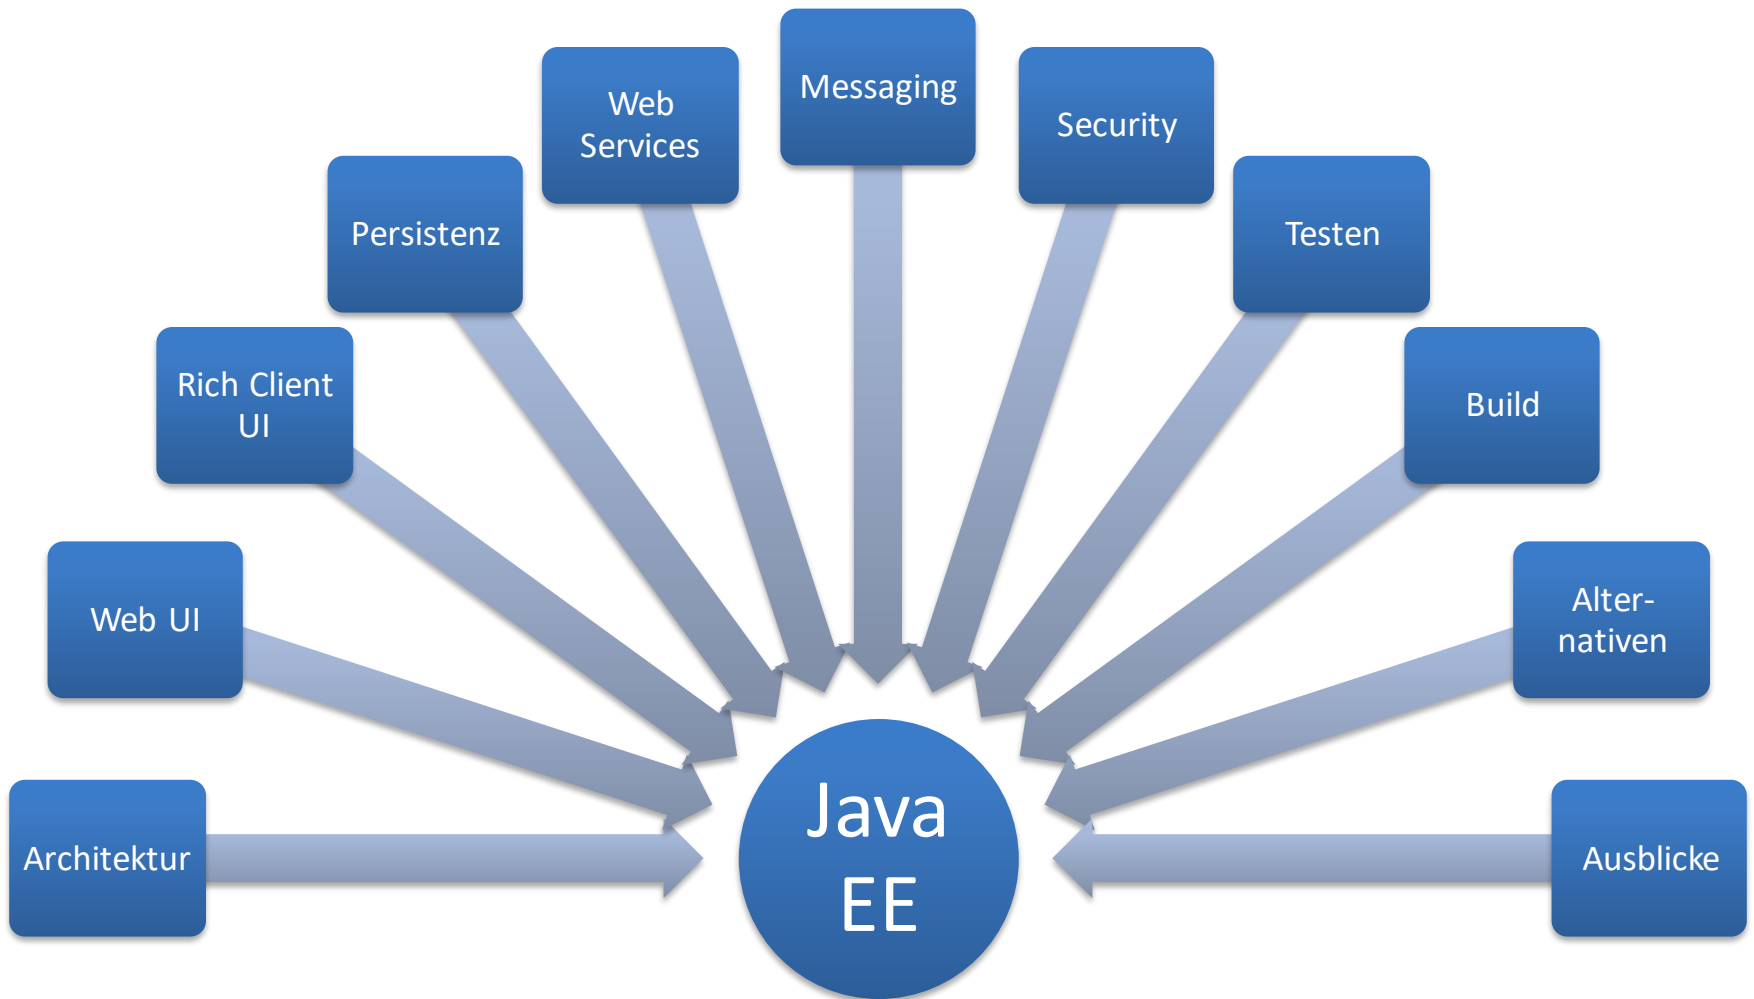 Architektur
Web UI
Rich Client
UI
Persistenz
Web
Services
Messaging
Security
Testen
Build
Alter-
nativen
Ausblicke
Java
EE